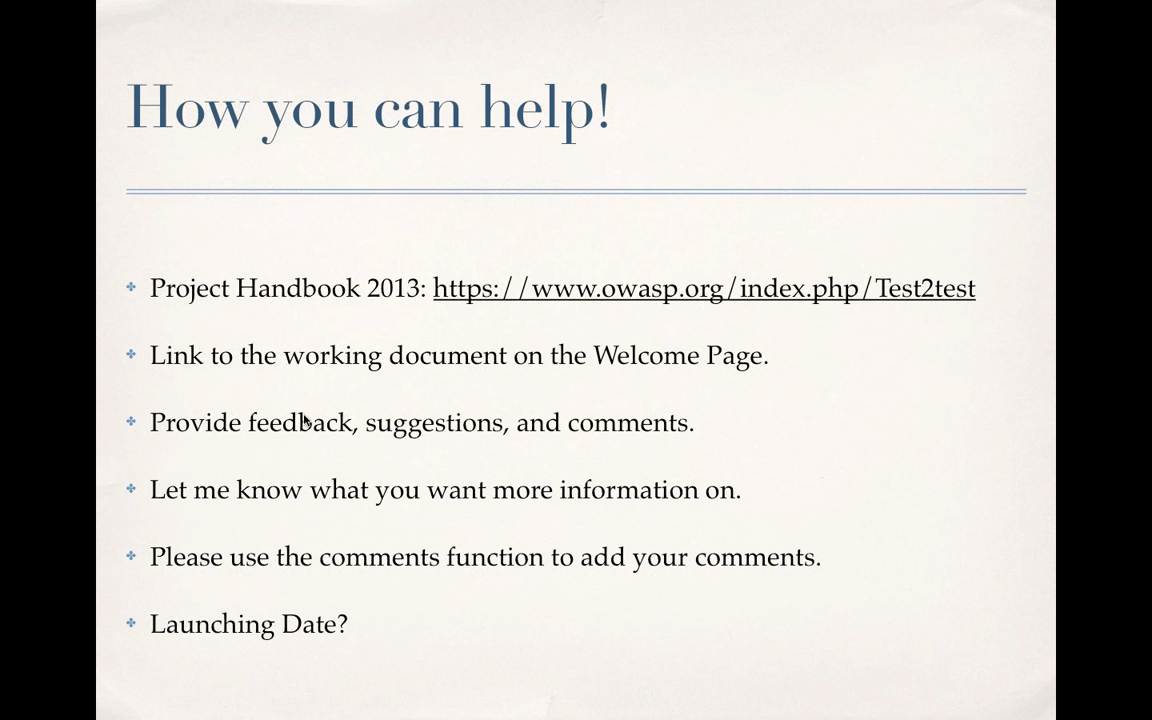 How you can help!
Project Handbook 2013: https://www.owasp.org/index.php/Test2test
Link to the working document on the Welcome Page.
Provide feedback, suggestions, and comments.
Let me know what you want more information on.
Please use the comments function to add your comments.
Launching Date?